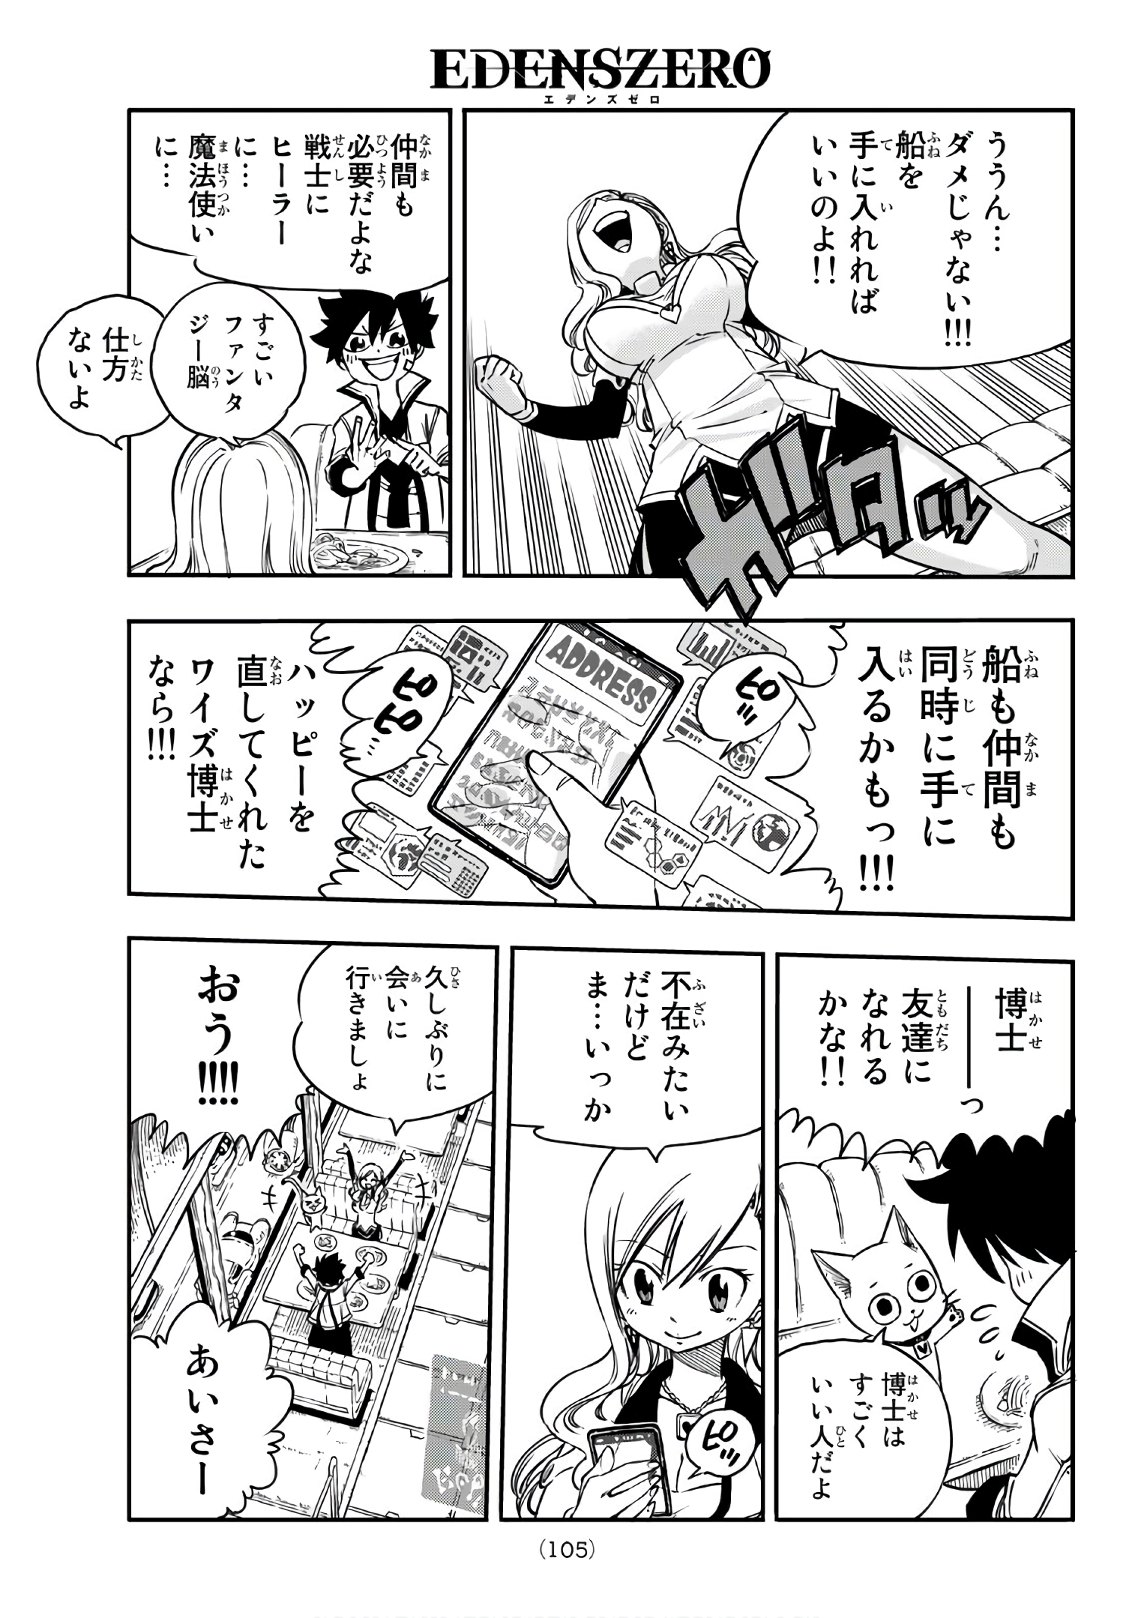 EDENSZERO
エデンズゼロ
ううん…
ダメじゃない!!!
船を
手に入れれば
いいのよ!!
ガタッ
仲間も
必要だよな
戦士に
ヒーラー
に…
魔法使い
に…
すごい
ファンタ
ジー脳
仕方
ないよ
船も仲間も
同時に手に
入るかもっ!!!
ピッ
ADDRESS
ピピ…
ハッピーを
直してくれた
ワイズ博士
なら!!!
博士
――っ
友達に
なれる
かな!!
博士は
すごく
いい人だよ
不在みたい
だけど
ま…いっか
ピッ
久しぶりに
会いに
行きましょ
おう!!!!
あいさー
(105)